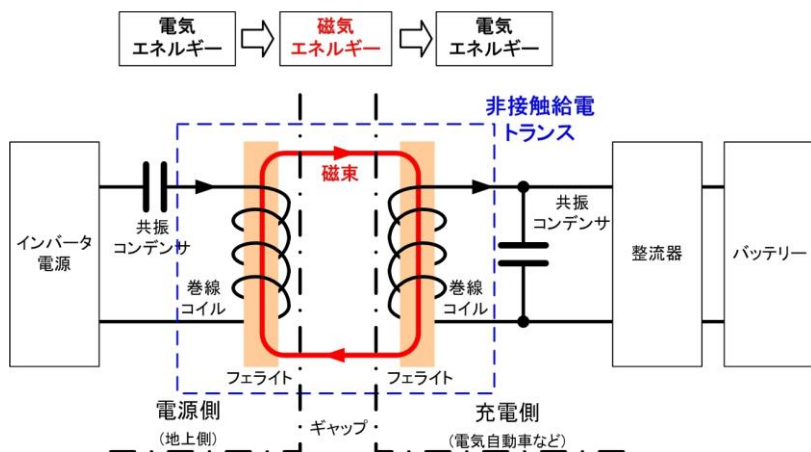 電気
エネルギー
磁気
エネルギー
電気
エネルギー
非接触給電
トランス
磁束
共振
コンデンサ
共振
コンデンサ
インバータ
電源
整流器
バッテリー
巻線
コイル
巻線
コイル
フェライト
フェライト
電源側
(地上側)
ギャップ
充電側
(電気自動車など)